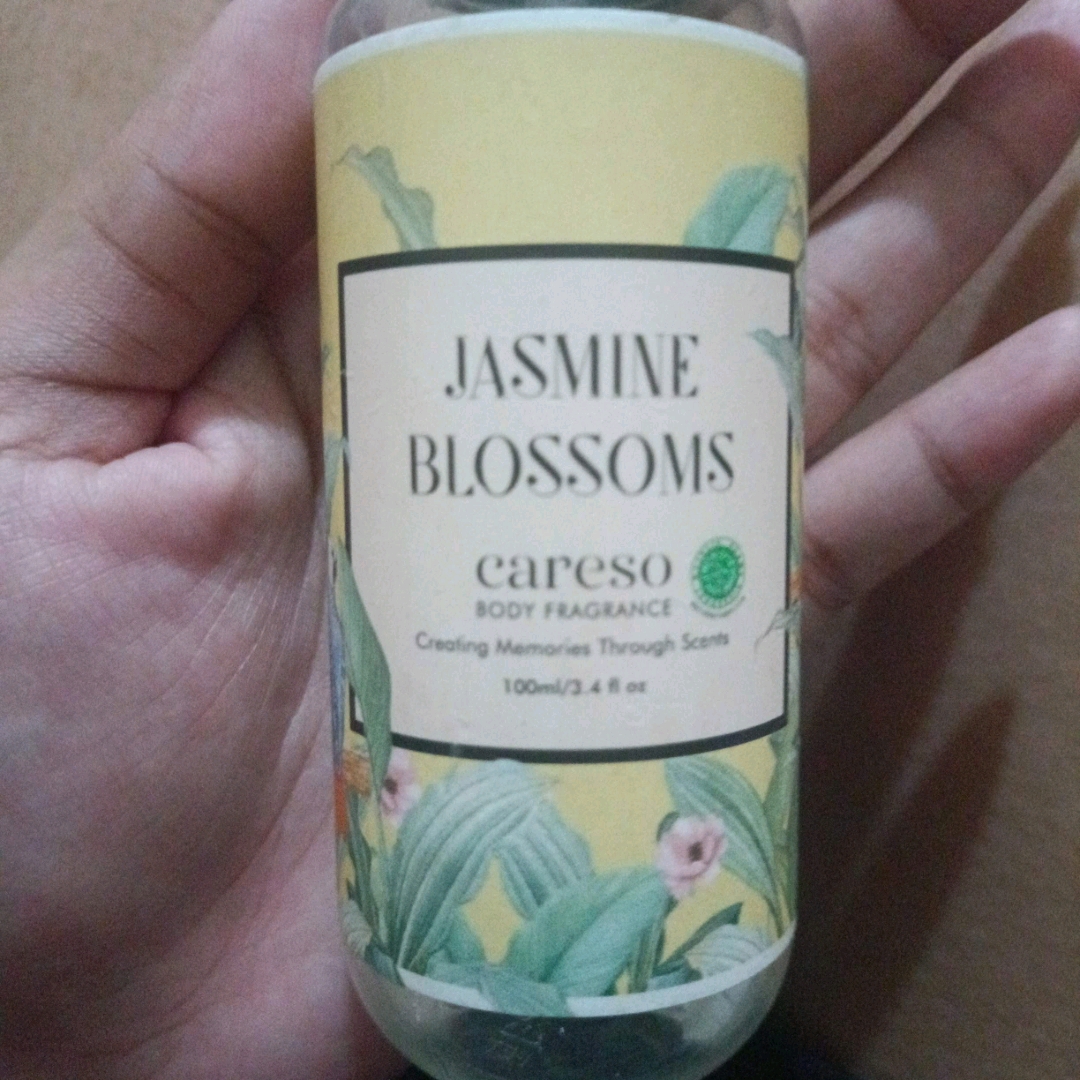 JASMINE
BLOSSOMS
careso
BODY FRAGRANCE
Creating Memories Through Scents
100ml/3.4 fl oz